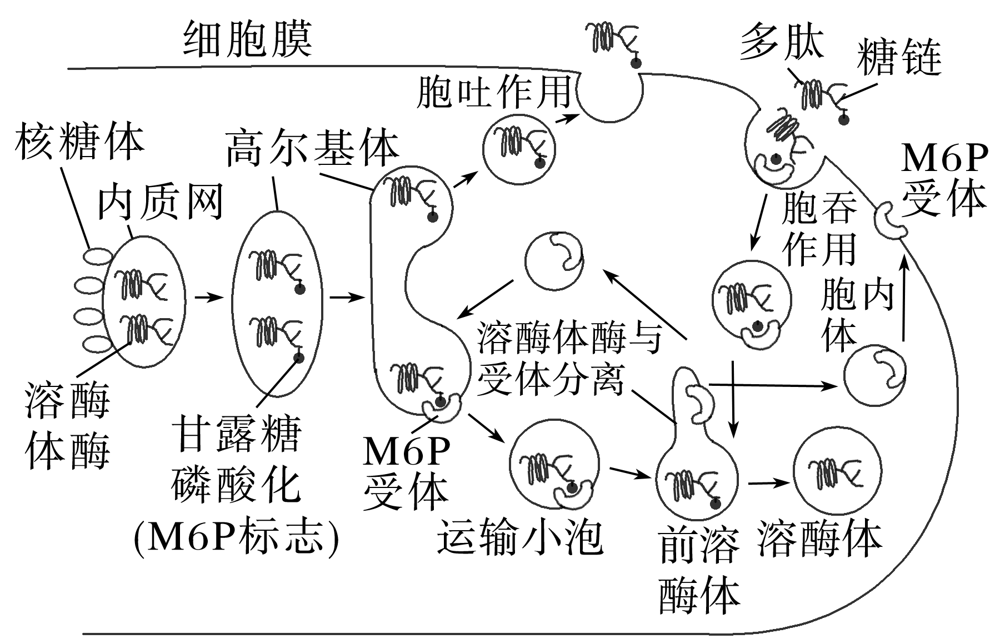 细胞膜
多肽
糖链
胞吐作用
核糖体
高尔基体
内质网
M6P
受体
胞吞
作用
胞内
体
溶酶体酶与
受体分离
溶酶
体酶
甘露糖
磷酸化
(M6P标志)
M6P
受体
运输小泡
前溶
酶体
溶酶体